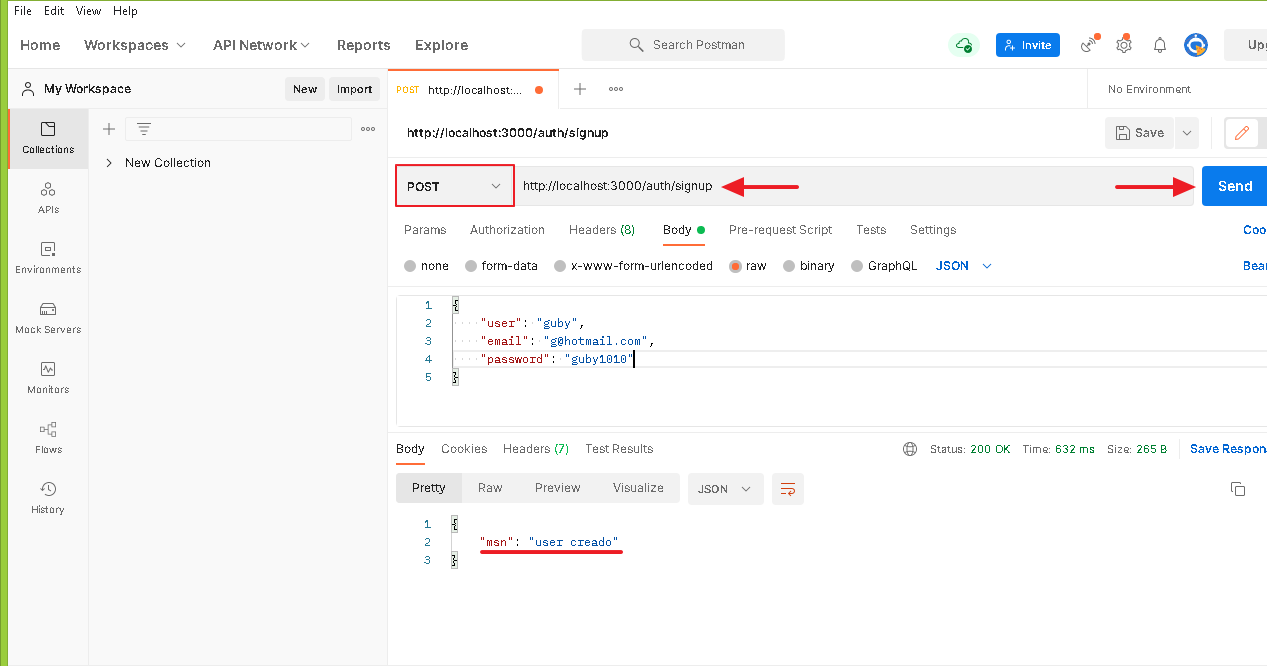 File Edit View Help
Home Workspaces API Network Reports Explore Search Postman Invite Upg
My Workspace New Import POST http://localhost:... No Environment
Collections
APIs
Environments
Mock Servers
Monitors
Flows
History
New Collection
http://localhost:3000/auth/signup Save
POST http://localhost:3000/auth/signup Send
Params Authorization Headers (8) Body Pre-request Script Tests Settings Coo
none form-data x-www-form-urlencoded raw binary GraphQL JSON Bear
1 {
2 "user": "guby",
3 "email": "g@hotmail.com",
4 "password": "guby1010"
5 }
Body Cookies Headers (7) Test Results Status: 200 OK Time: 632 ms Size: 265 B Save Respon
Pretty Raw Preview Visualize JSON
1 {
2 "msn": "user creado"
3 }